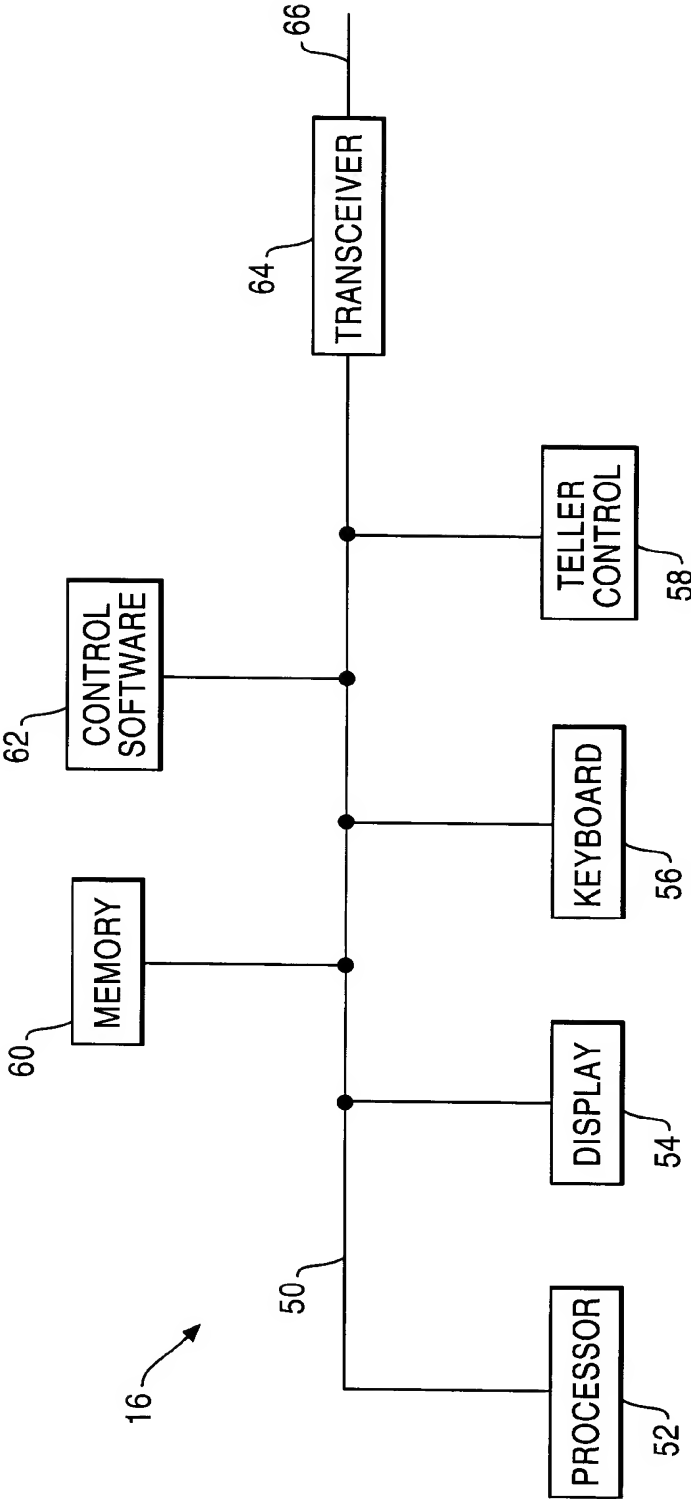 66
64
TRANSCEIVER
62
CONTROL
SOFTWARE
60
MEMORY
50
16
PROCESSOR
52
DISPLAY
54
KEYBOARD
56
TELLER
CONTROL
58